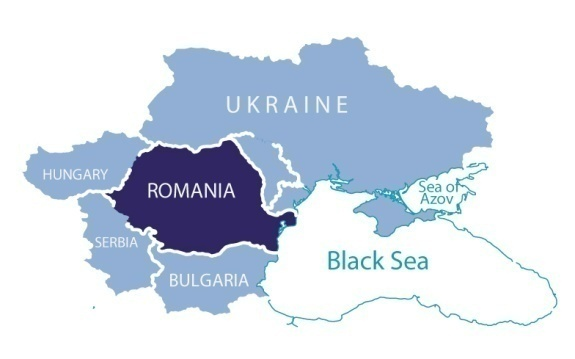 UKRAINE
HUNGARY
ROMANIA
Sea of
Azov
SERBIA
Black Sea
BULGARIA